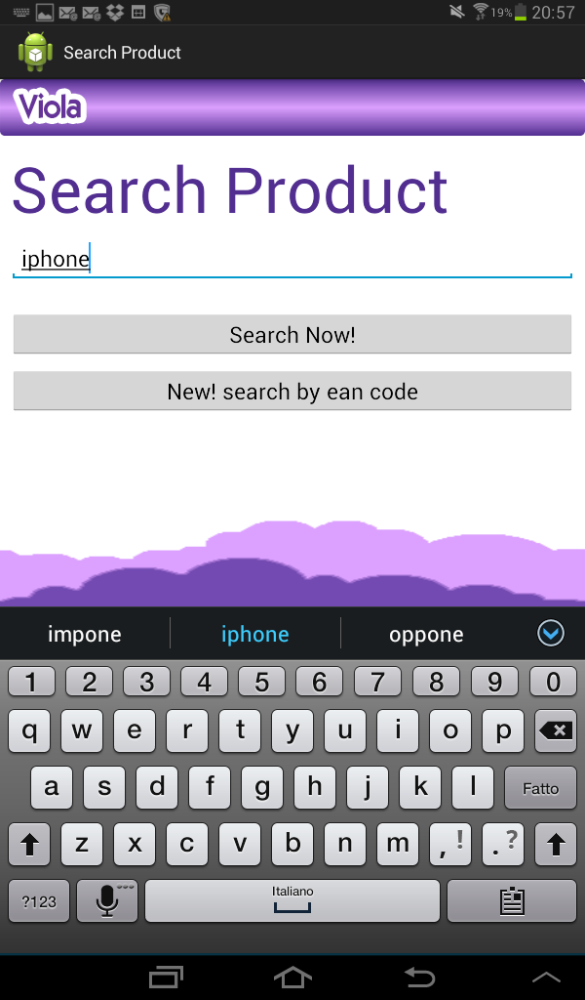 19% 20:57
Search Product
Viola
Search Product
iphone
Search Now!
New! search by ean code
impone iphone oppone
1 2 3 4 5 6 7 8 9 0
q w e r t y u i o p
a s d f g h j k l Fatto
z x c v b n m , ! . ?
?123 Italiano